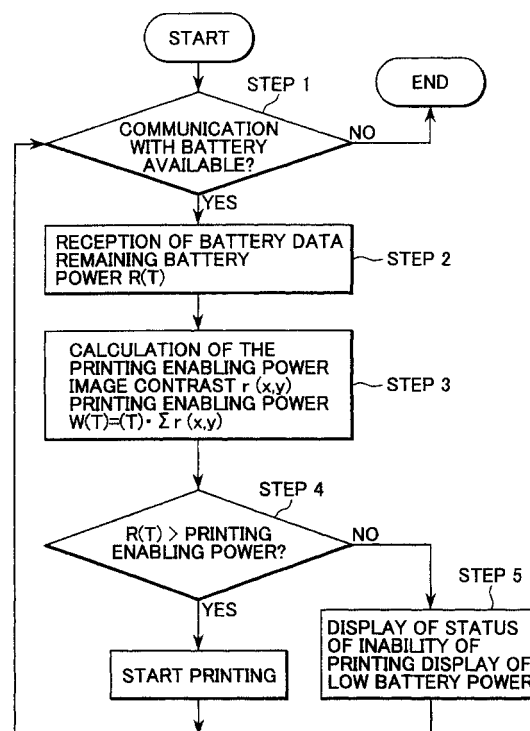 START
STEP 1
END
COMMUNICATION
WITH BATTERY
AVAILABLE?
NO
YES
RECEPTION OF BATTERY DATA
REMAINING BATTERY
POWER R(T)
STEP 2
CALCULATION OF THE
PRINTING ENABLING POWER
IMAGE CONTRAST r (x,y)
PRINTING ENABLING POWER
W(T)=(T)· Σ r (x,y)
STEP 3
STEP 4
R(T) > PRINTING
ENABLING POWER?
NO
YES
STEP 5
START PRINTING
DISPLAY OF STATUS
OF INABILITY OF
PRINTING DISPLAY OF
LOW BATTERY POWER